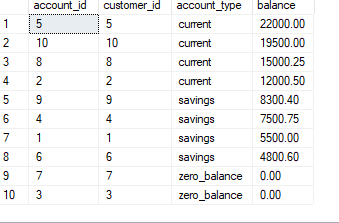 account_id customer_id account_type balance
1 5 5 current 22000.00
2 10 10 current 19500.00
3 8 8 current 15000.25
4 2 2 current 12000.50
5 9 9 savings 8300.40
6 4 4 savings 7500.75
7 1 1 savings 5500.00
8 6 6 savings 4800.60
9 7 7 zero_balance 0.00
10 3 3 zero_balance 0.00